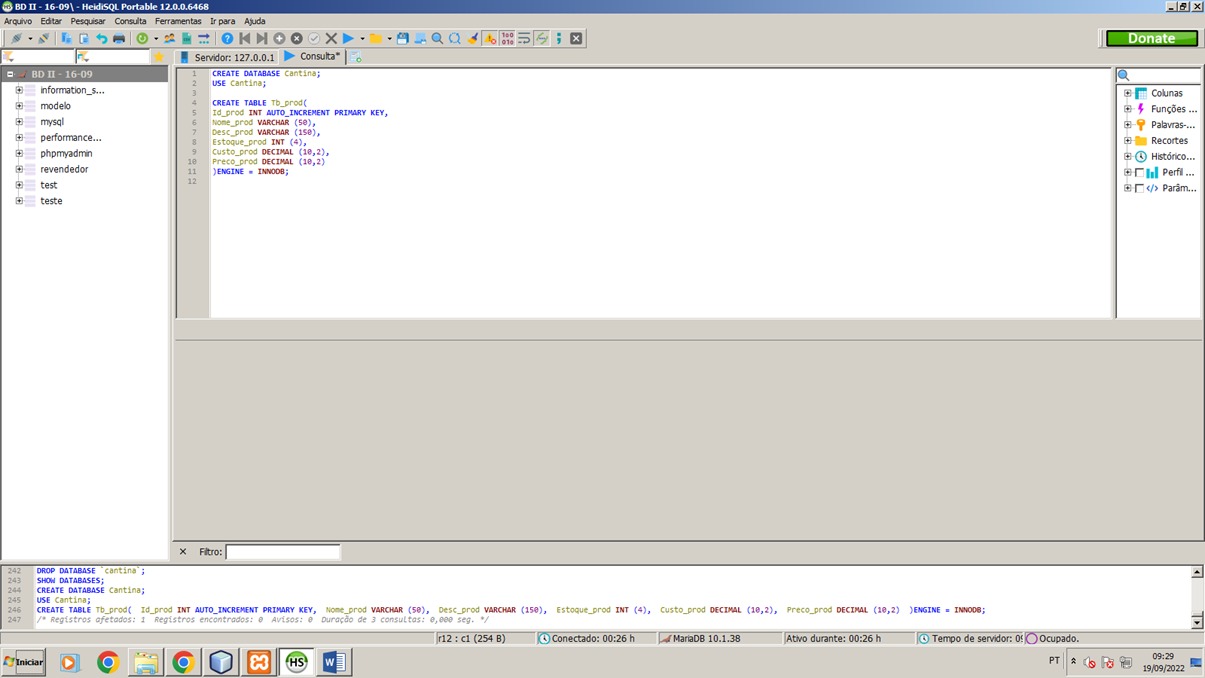 BD II - 16-09\ - HeidiSQL Portable 12.0.0.6468
Arquivo Editar Pesquisar Consulta Ferramentas Ir para Ajuda
Donate
Servidor: 127.0.0.1 Consulta*
BD II - 16-09
information_s...
modelo
mysql
performance...
phpmyadmin
revendedor
test
teste
1 CREATE DATABASE Cantina;
2 USE Cantina;
3
4 CREATE TABLE Tb_prod(
5 Id_prod INT AUTO_INCREMENT PRIMARY KEY,
6 Nome_prod VARCHAR (50),
7 Desc_prod VARCHAR (150),
8 Estoque_prod INT (4),
9 Custo_prod DECIMAL (10,2),
10 Preco_prod DECIMAL (10,2)
11 )ENGINE = INNODB;
12
Colunas
Funções ...
Palavras-...
Recortes
Histórico...
Perfil ...
Parâm...
Filtro:
242 DROP DATABASE `cantina`;
243 SHOW DATABASES;
244 CREATE DATABASE Cantina;
245 USE Cantina;
246 CREATE TABLE Tb_prod( Id_prod INT AUTO_INCREMENT PRIMARY KEY, Nome_prod VARCHAR (50), Desc_prod VARCHAR (150), Estoque_prod INT (4), Custo_prod DECIMAL (10,2), Preco_prod DECIMAL (10,2) )ENGINE = INNODB;
247 /* Registros afetados: 1 Registros encontrados: 0 Avisos: 0 Duração de 3 consultas: 0,000 seg. */
r12 : c1 (254 B) Conectado: 00:26 h MariaDB 10.1.38 Ativo durante: 00:26 h Tempo de servidor: 09 Ocupado.
Iniciar
PT
09:29
19/09/2022